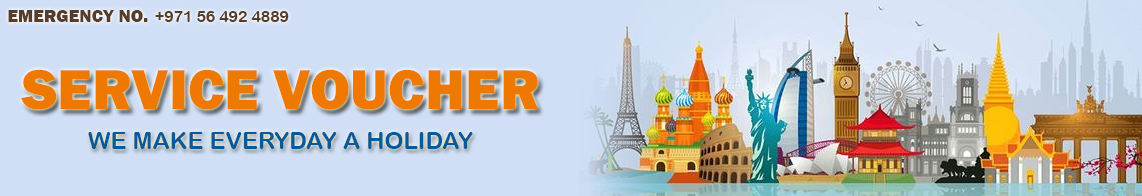 EMERGENCY NO. +971 56 492 4889
SERVICE VOUCHER
WE MAKE EVERYDAY A HOLIDAY